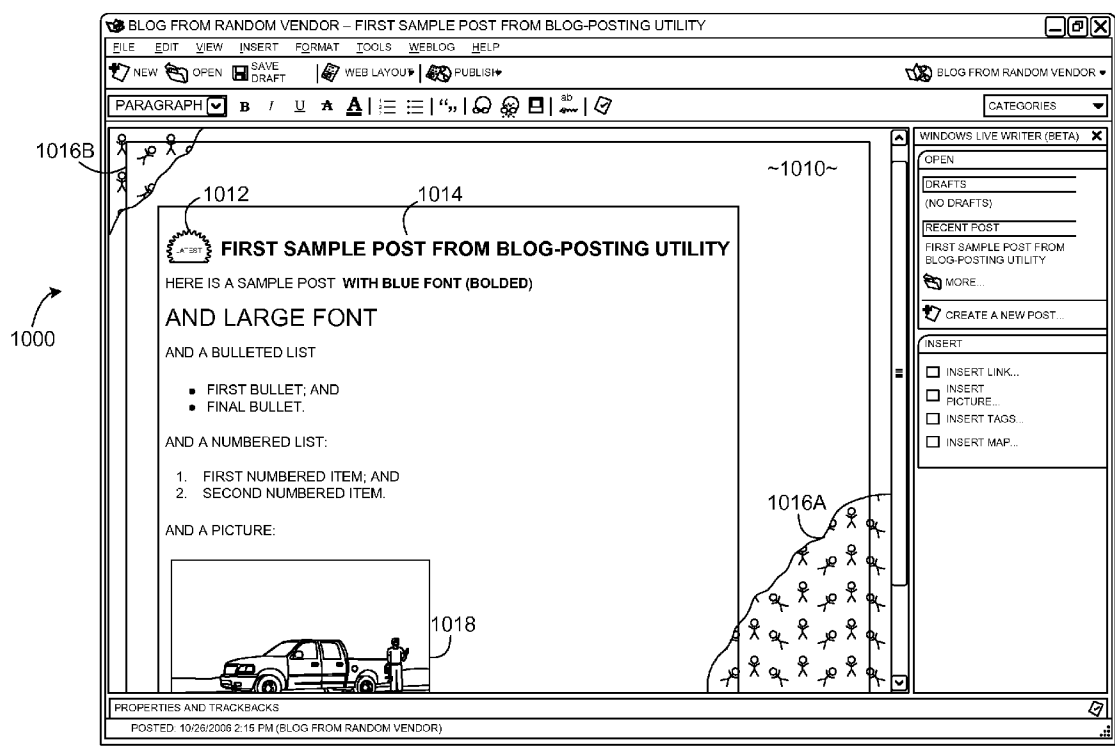 BLOG FROM RANDOM VENDOR – FIRST SAMPLE POST FROM BLOG-POSTING UTILITY
FILE EDIT VIEW INSERT FORMAT TOOLS WEBLOG HELP
NEW OPEN SAVE DRAFT WEB LAYOUT PUBLISH BLOG FROM RANDOM VENDOR
PARAGRAPH B I U A A “„ ab CATEGORIES
1016B
~1010~
1012
1014
LATEST
FIRST SAMPLE POST FROM BLOG-POSTING UTILITY
HERE IS A SAMPLE POST WITH BLUE FONT (BOLDED)
1000
AND LARGE FONT
AND A BULLETED LIST
• FIRST BULLET; AND
• FINAL BULLET.
AND A NUMBERED LIST:
1. FIRST NUMBERED ITEM; AND
2. SECOND NUMBERED ITEM.
1016A
AND A PICTURE:
1018
WINDOWS LIVE WRITER (BETA) X
OPEN
DRAFTS
(NO DRAFTS)
RECENT POST
FIRST SAMPLE POST FROM
BLOG-POSTING UTILITY
MORE...
CREATE A NEW POST...
INSERT
INSERT LINK...
INSERT
PICTURE...
INSERT TAGS...
INSERT MAP...
PROPERTIES AND TRACKBACKS
POSTED: 10/26/2006 2:15 PM (BLOG FROM RANDOM VENDOR)